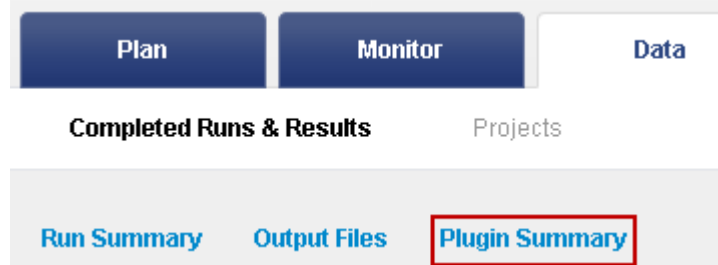 Plan Monitor Data
Completed Runs & Results Projects
Run Summary Output Files Plugin Summary